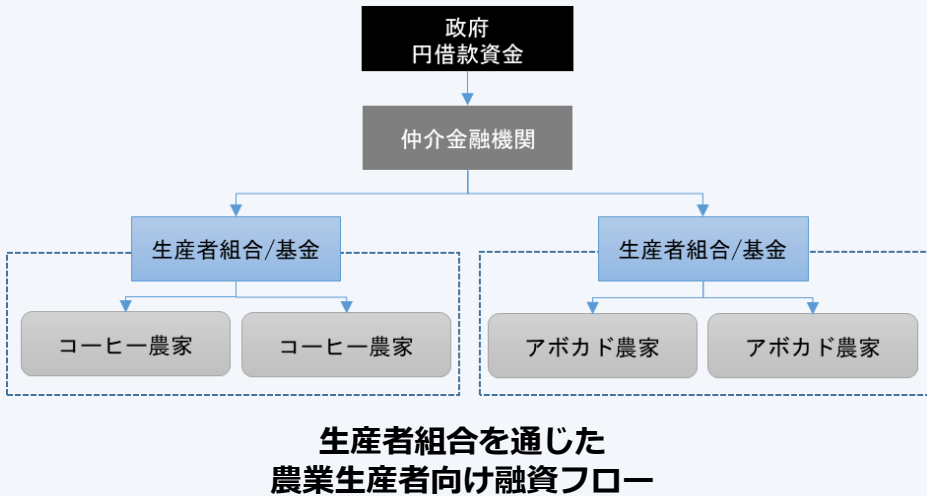 政府
円借款資金
仲介金融機関
生産者組合/基金
生産者組合/基金
コーヒー農家
コーヒー農家
アボカド農家
アボカド農家
生産者組合を通じた
農業生産者向け融資フロー